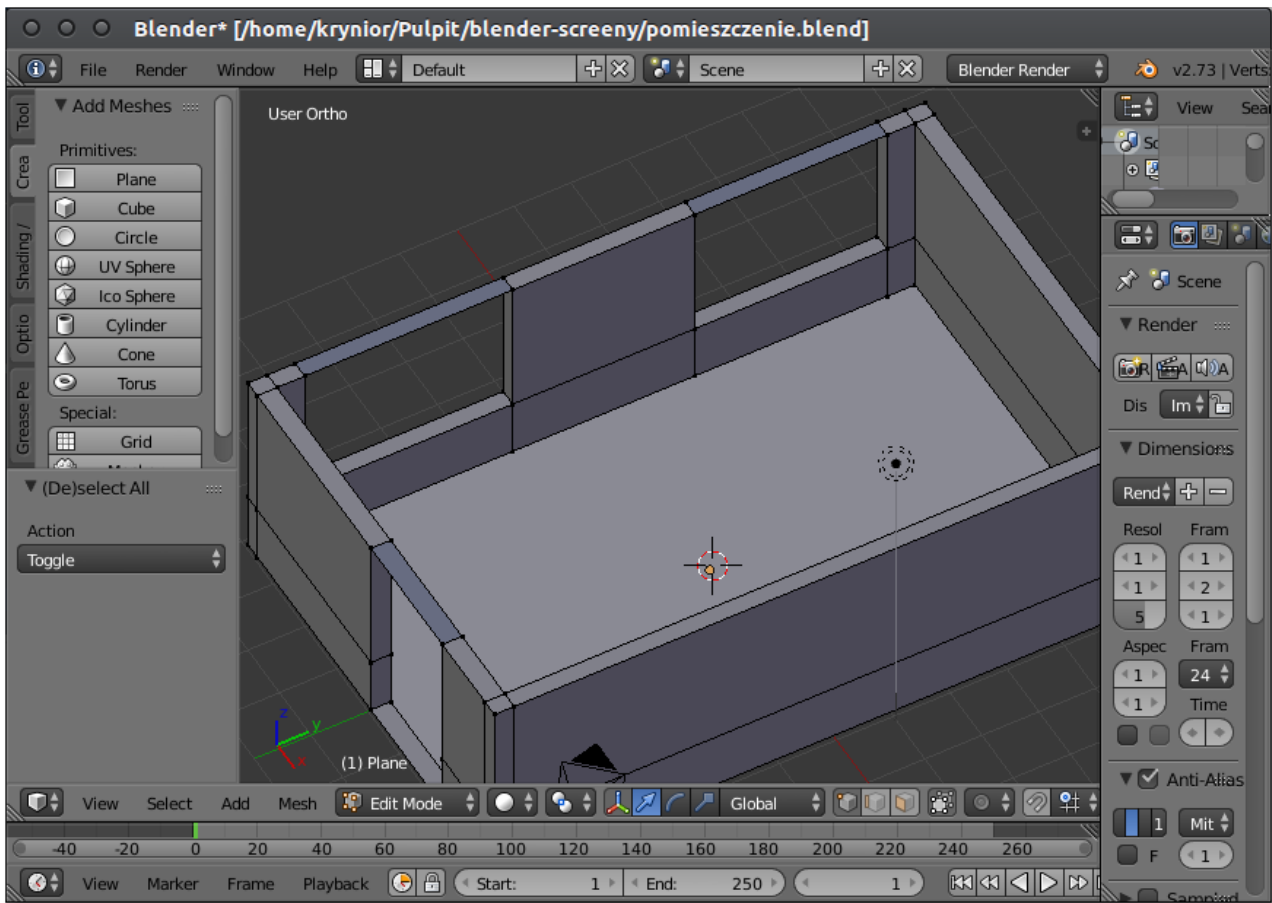 Blender* [/home/krynior/Pulpit/blender-screeny/pomieszczenie.blend]
File Render Window Help Default Scene Blender Render v2.73 | Verts:
Tool
Crea
Shading /
Optio
Grease Pe
Add Meshes
Primitives:
Plane
Cube
Circle
UV Sphere
Ico Sphere
Cylinder
Cone
Torus
Special:
Grid
(De)select All
Action
Toggle
User Ortho
z
y
x
(1) Plane
View Sea
Sc
Scene
Render
R A A
Dis Im
Dimensions
Rend
Resol Fram
1 1
1 2
5 1
Aspec Fram
1 24
1 Time
Anti-Alias
1 Mit
F 1
Sampled
View Select Add Mesh Edit Mode Global
-40 -20 0 20 40 60 80 100 120 140 160 180 200 220 240 260
View Marker Frame Playback Start: 1 End: 250 1